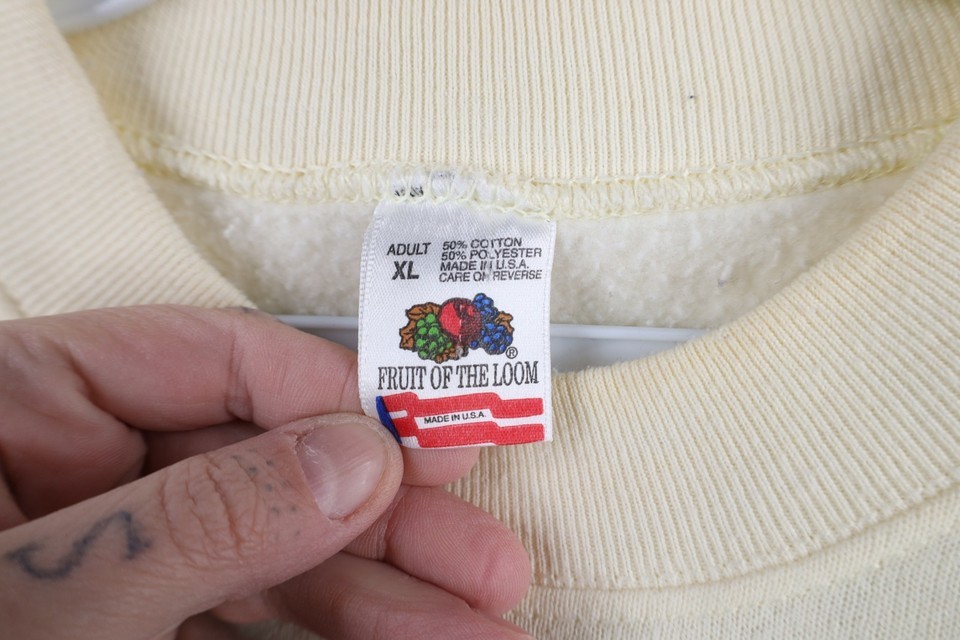 ADULT
XL
50% COTTON
50% POLYESTER
MADE IN U.S.A.
CARE ON REVERSE
®
FRUIT OF THE LOOM
MADE IN U.S.A.